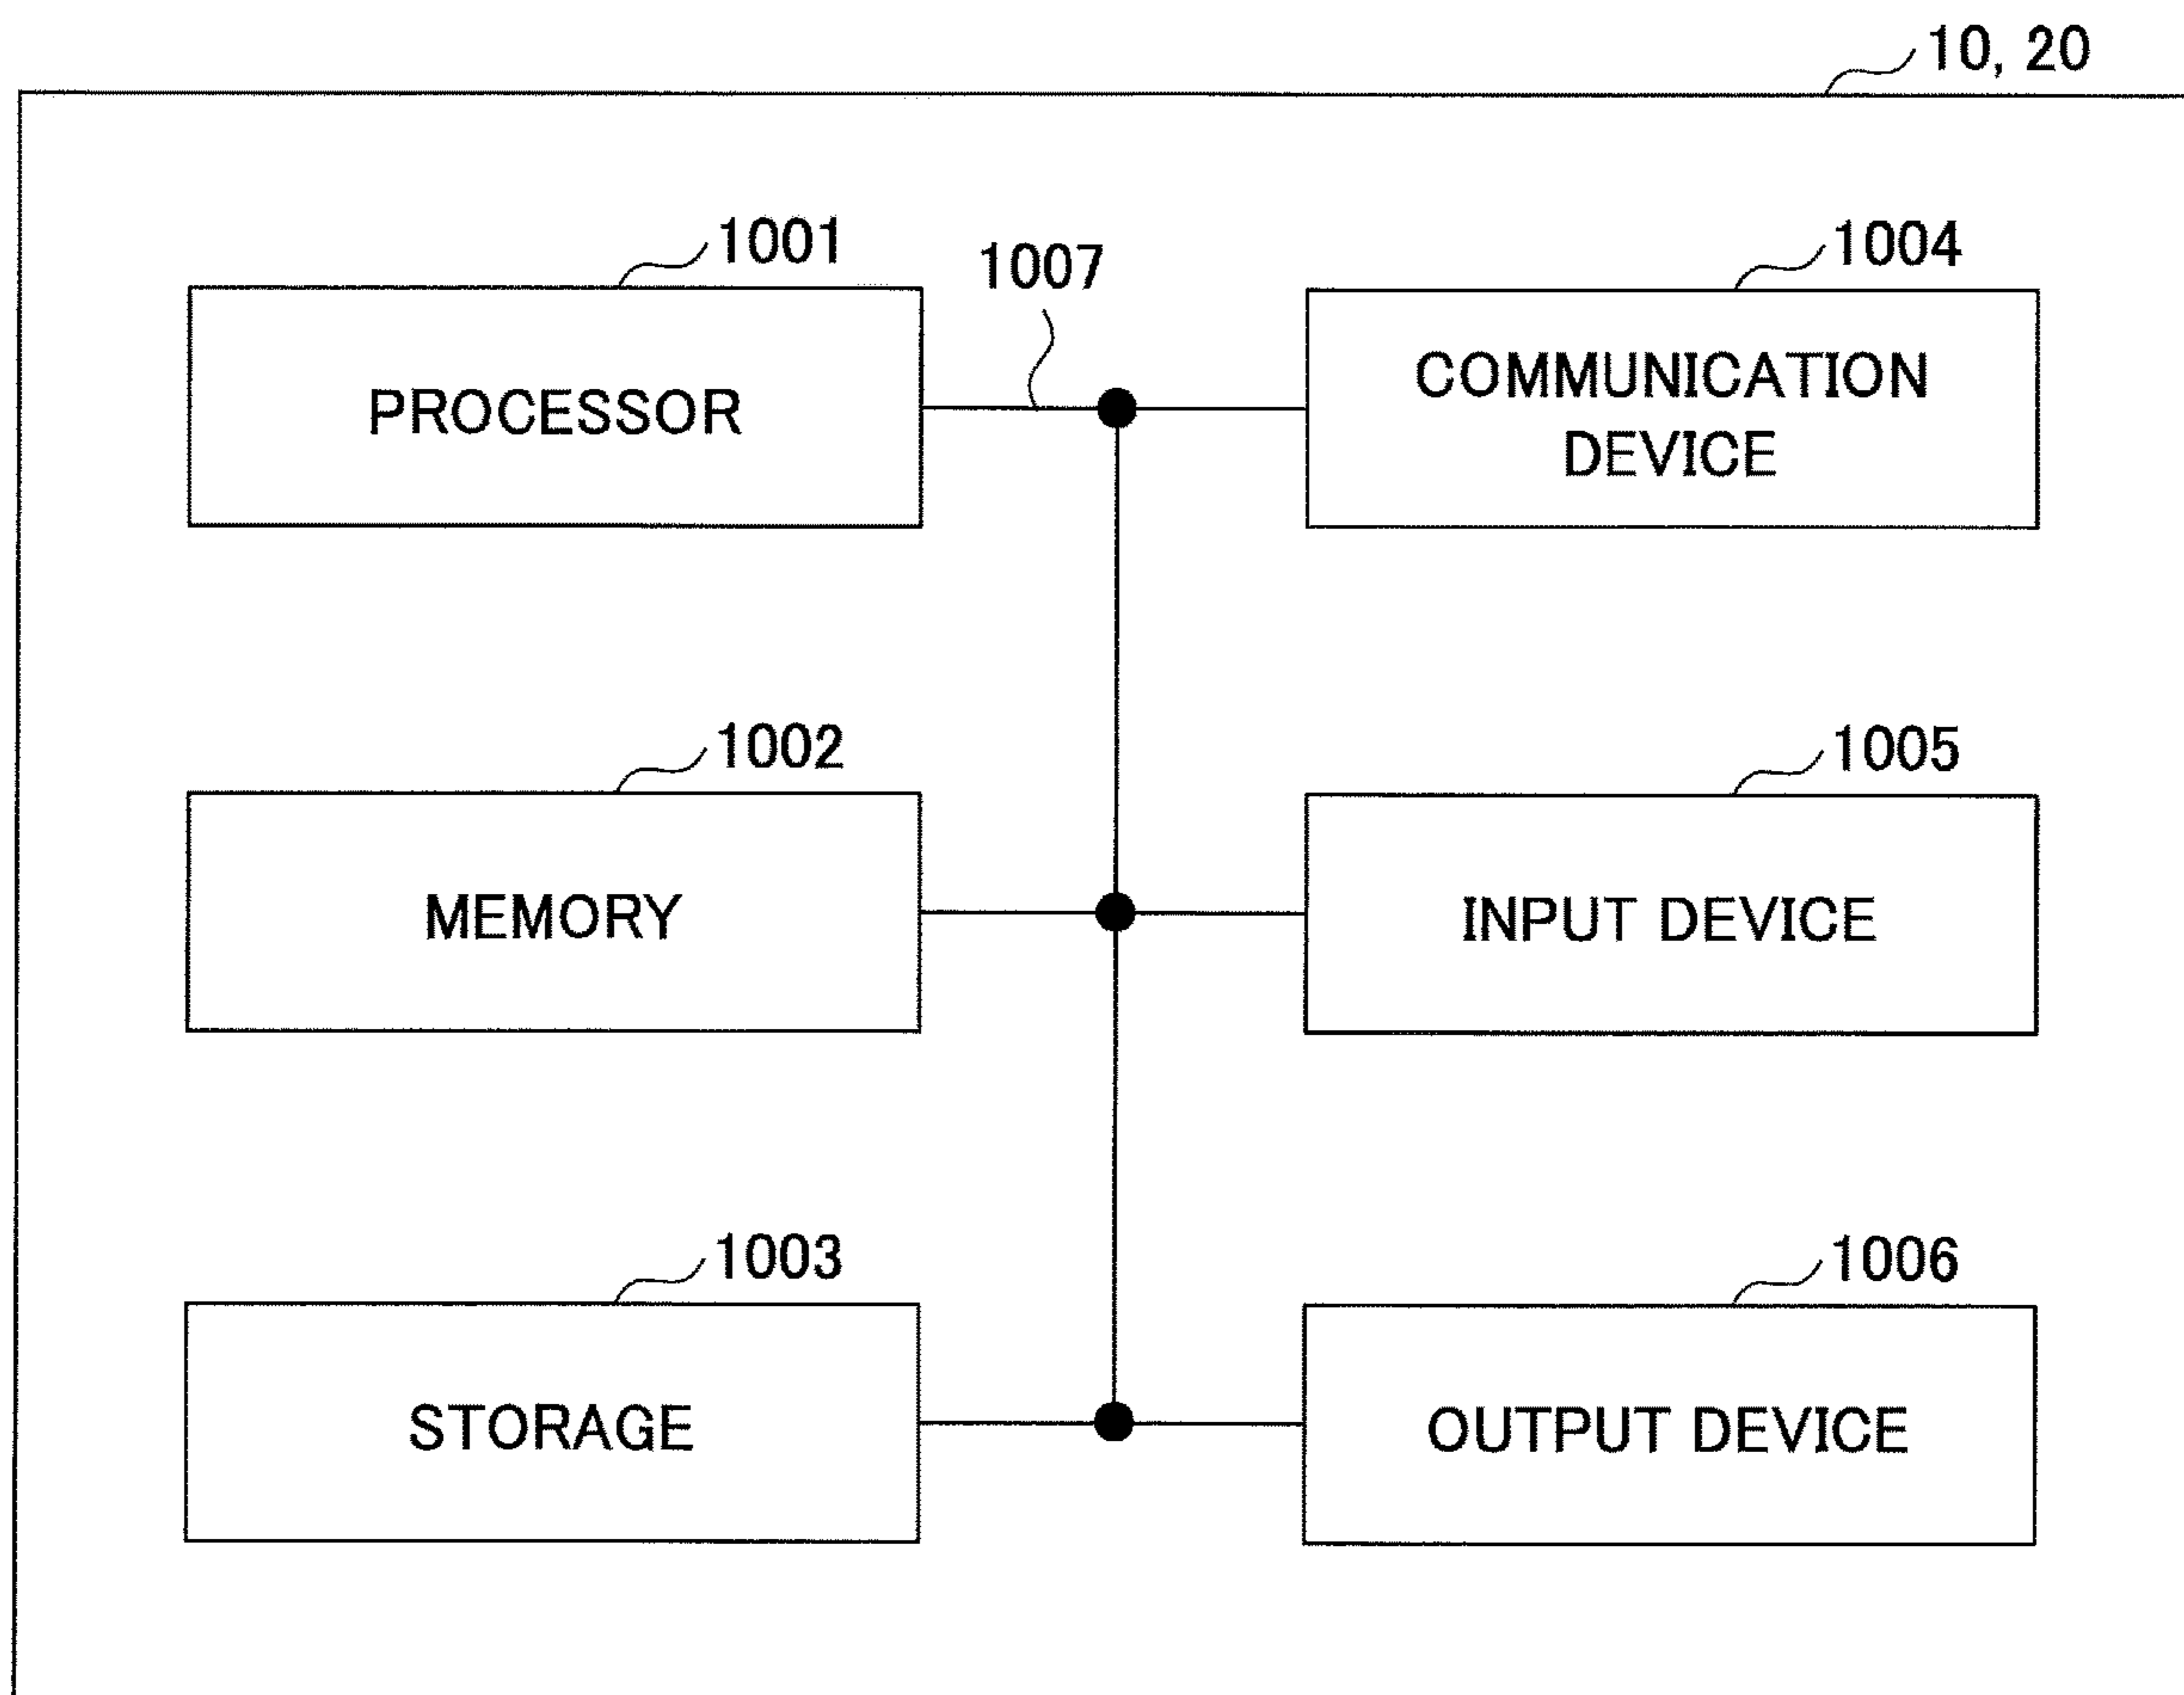 10, 20
1001
1007
1004
PROCESSOR
COMMUNICATION
DEVICE
1002
1005
MEMORY
INPUT DEVICE
1003
1006
STORAGE
OUTPUT DEVICE